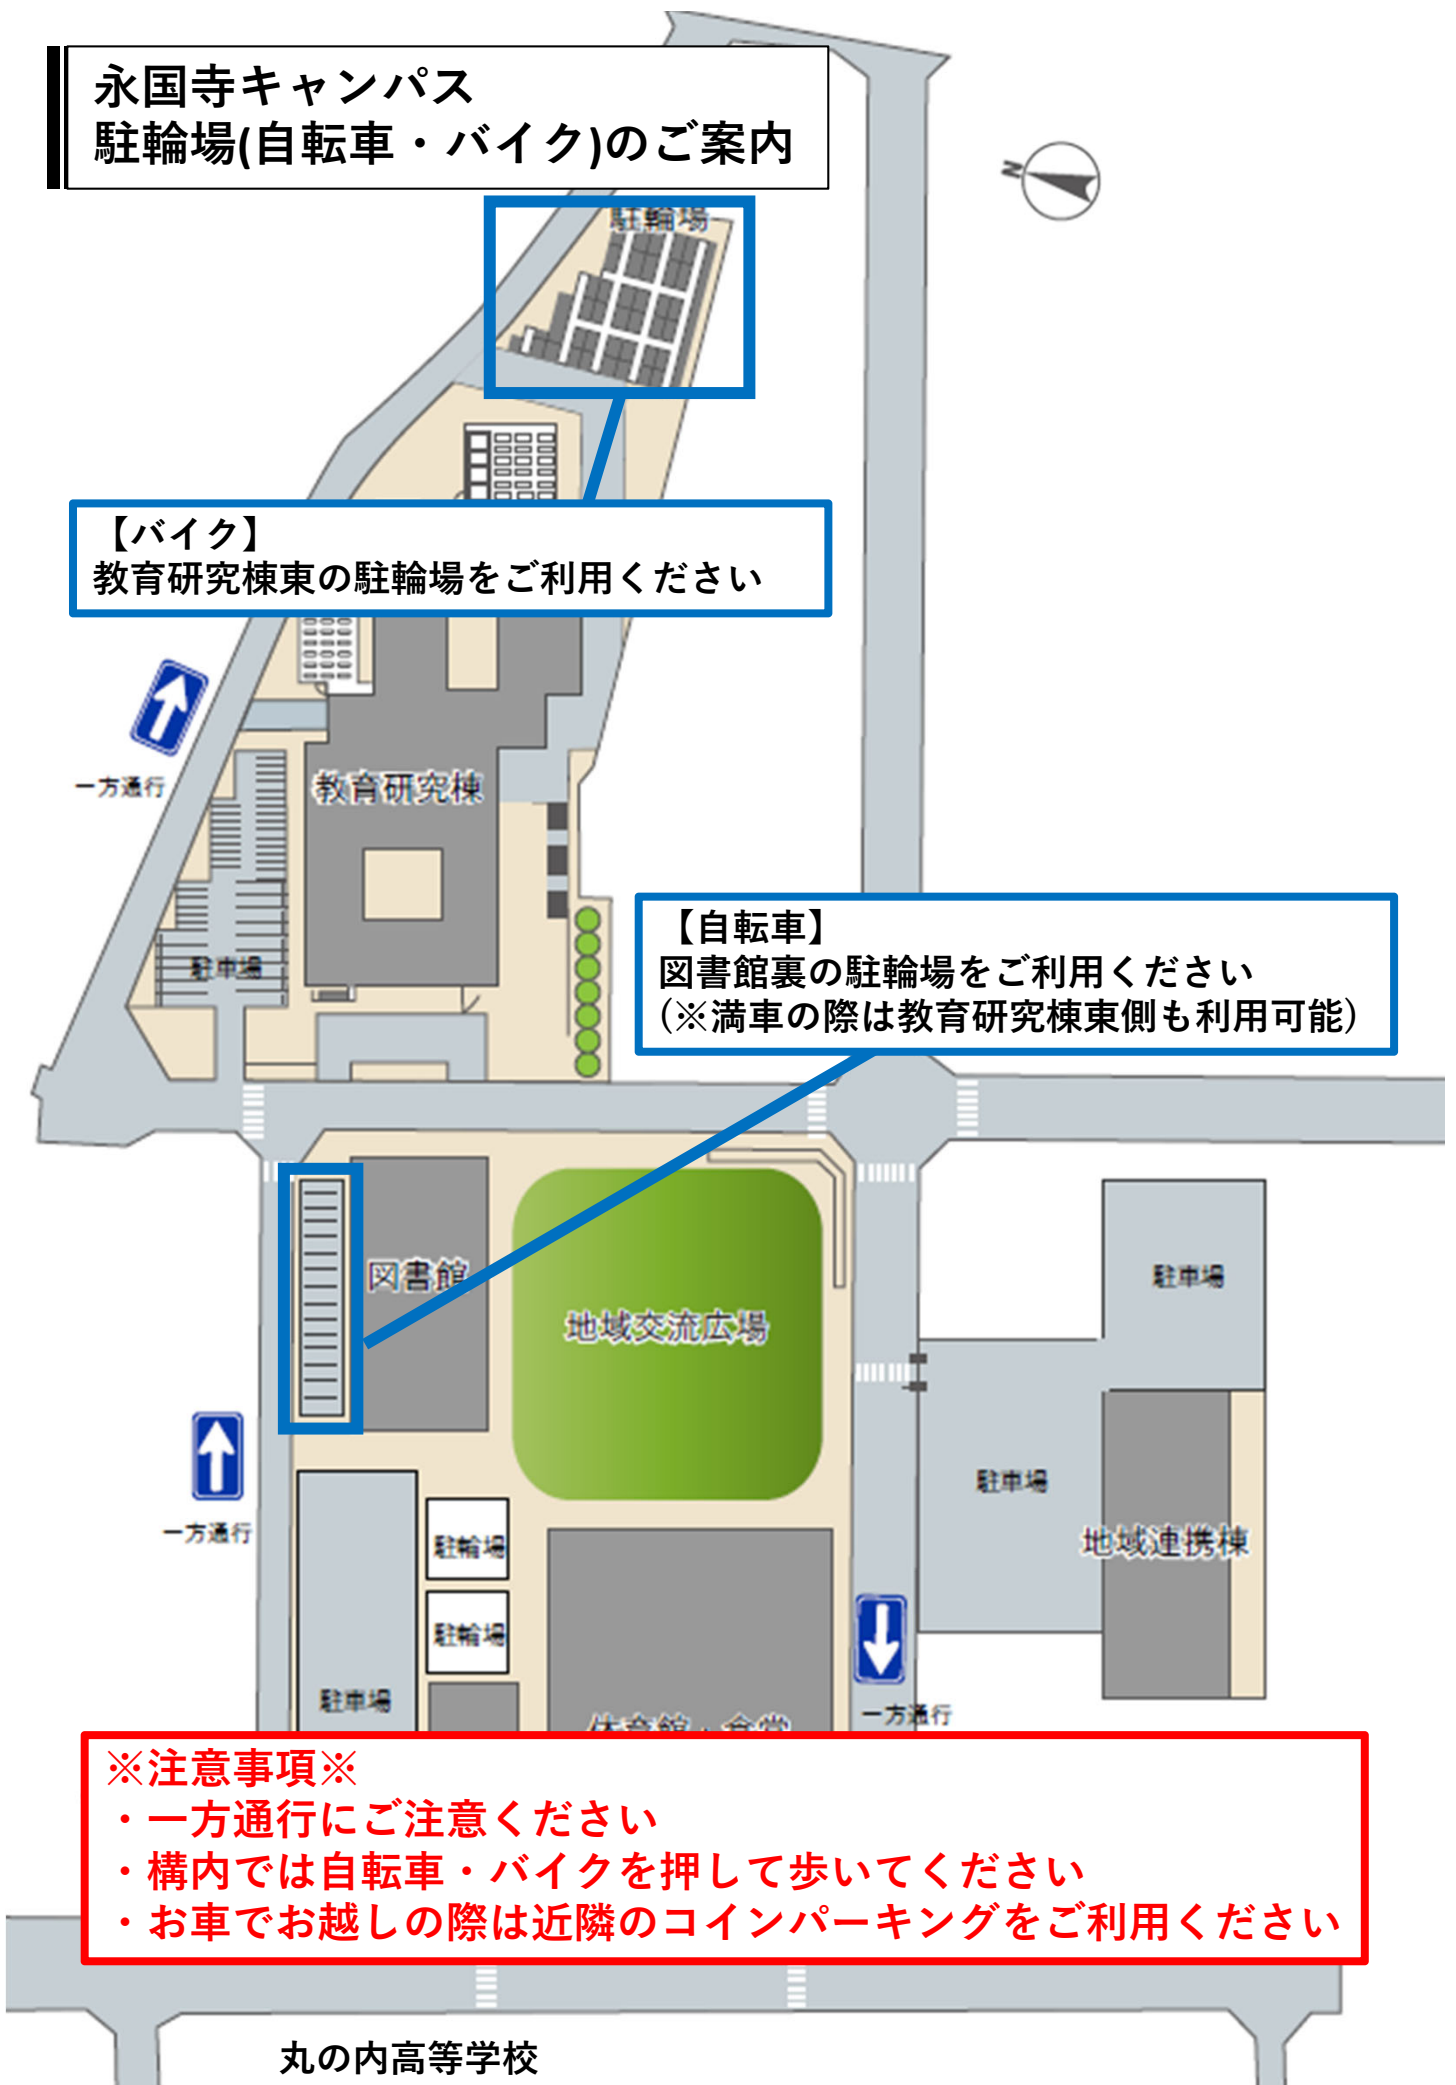 永国寺キャンパス
駐輪場(自転車・バイク)のご案内
N
駐輪場
【バイク】
教育研究棟東の駐輪場をご利用ください
一方通行
教育研究棟
【自転車】
図書館裏の駐輪場をご利用ください
(※満車の際は教育研究棟東側も利用可能)
駐車場
図書館
地域交流広場
駐車場
駐車場
一方通行
駐輪場
地域連携棟
駐輪場
駐車場
一方通行
体育館・食堂
※注意事項※
・一方通行にご注意ください
・構内では自転車・バイクを押して歩いてください
・お車でお越しの際は近隣のコインパーキングをご利用ください
丸の内高等学校